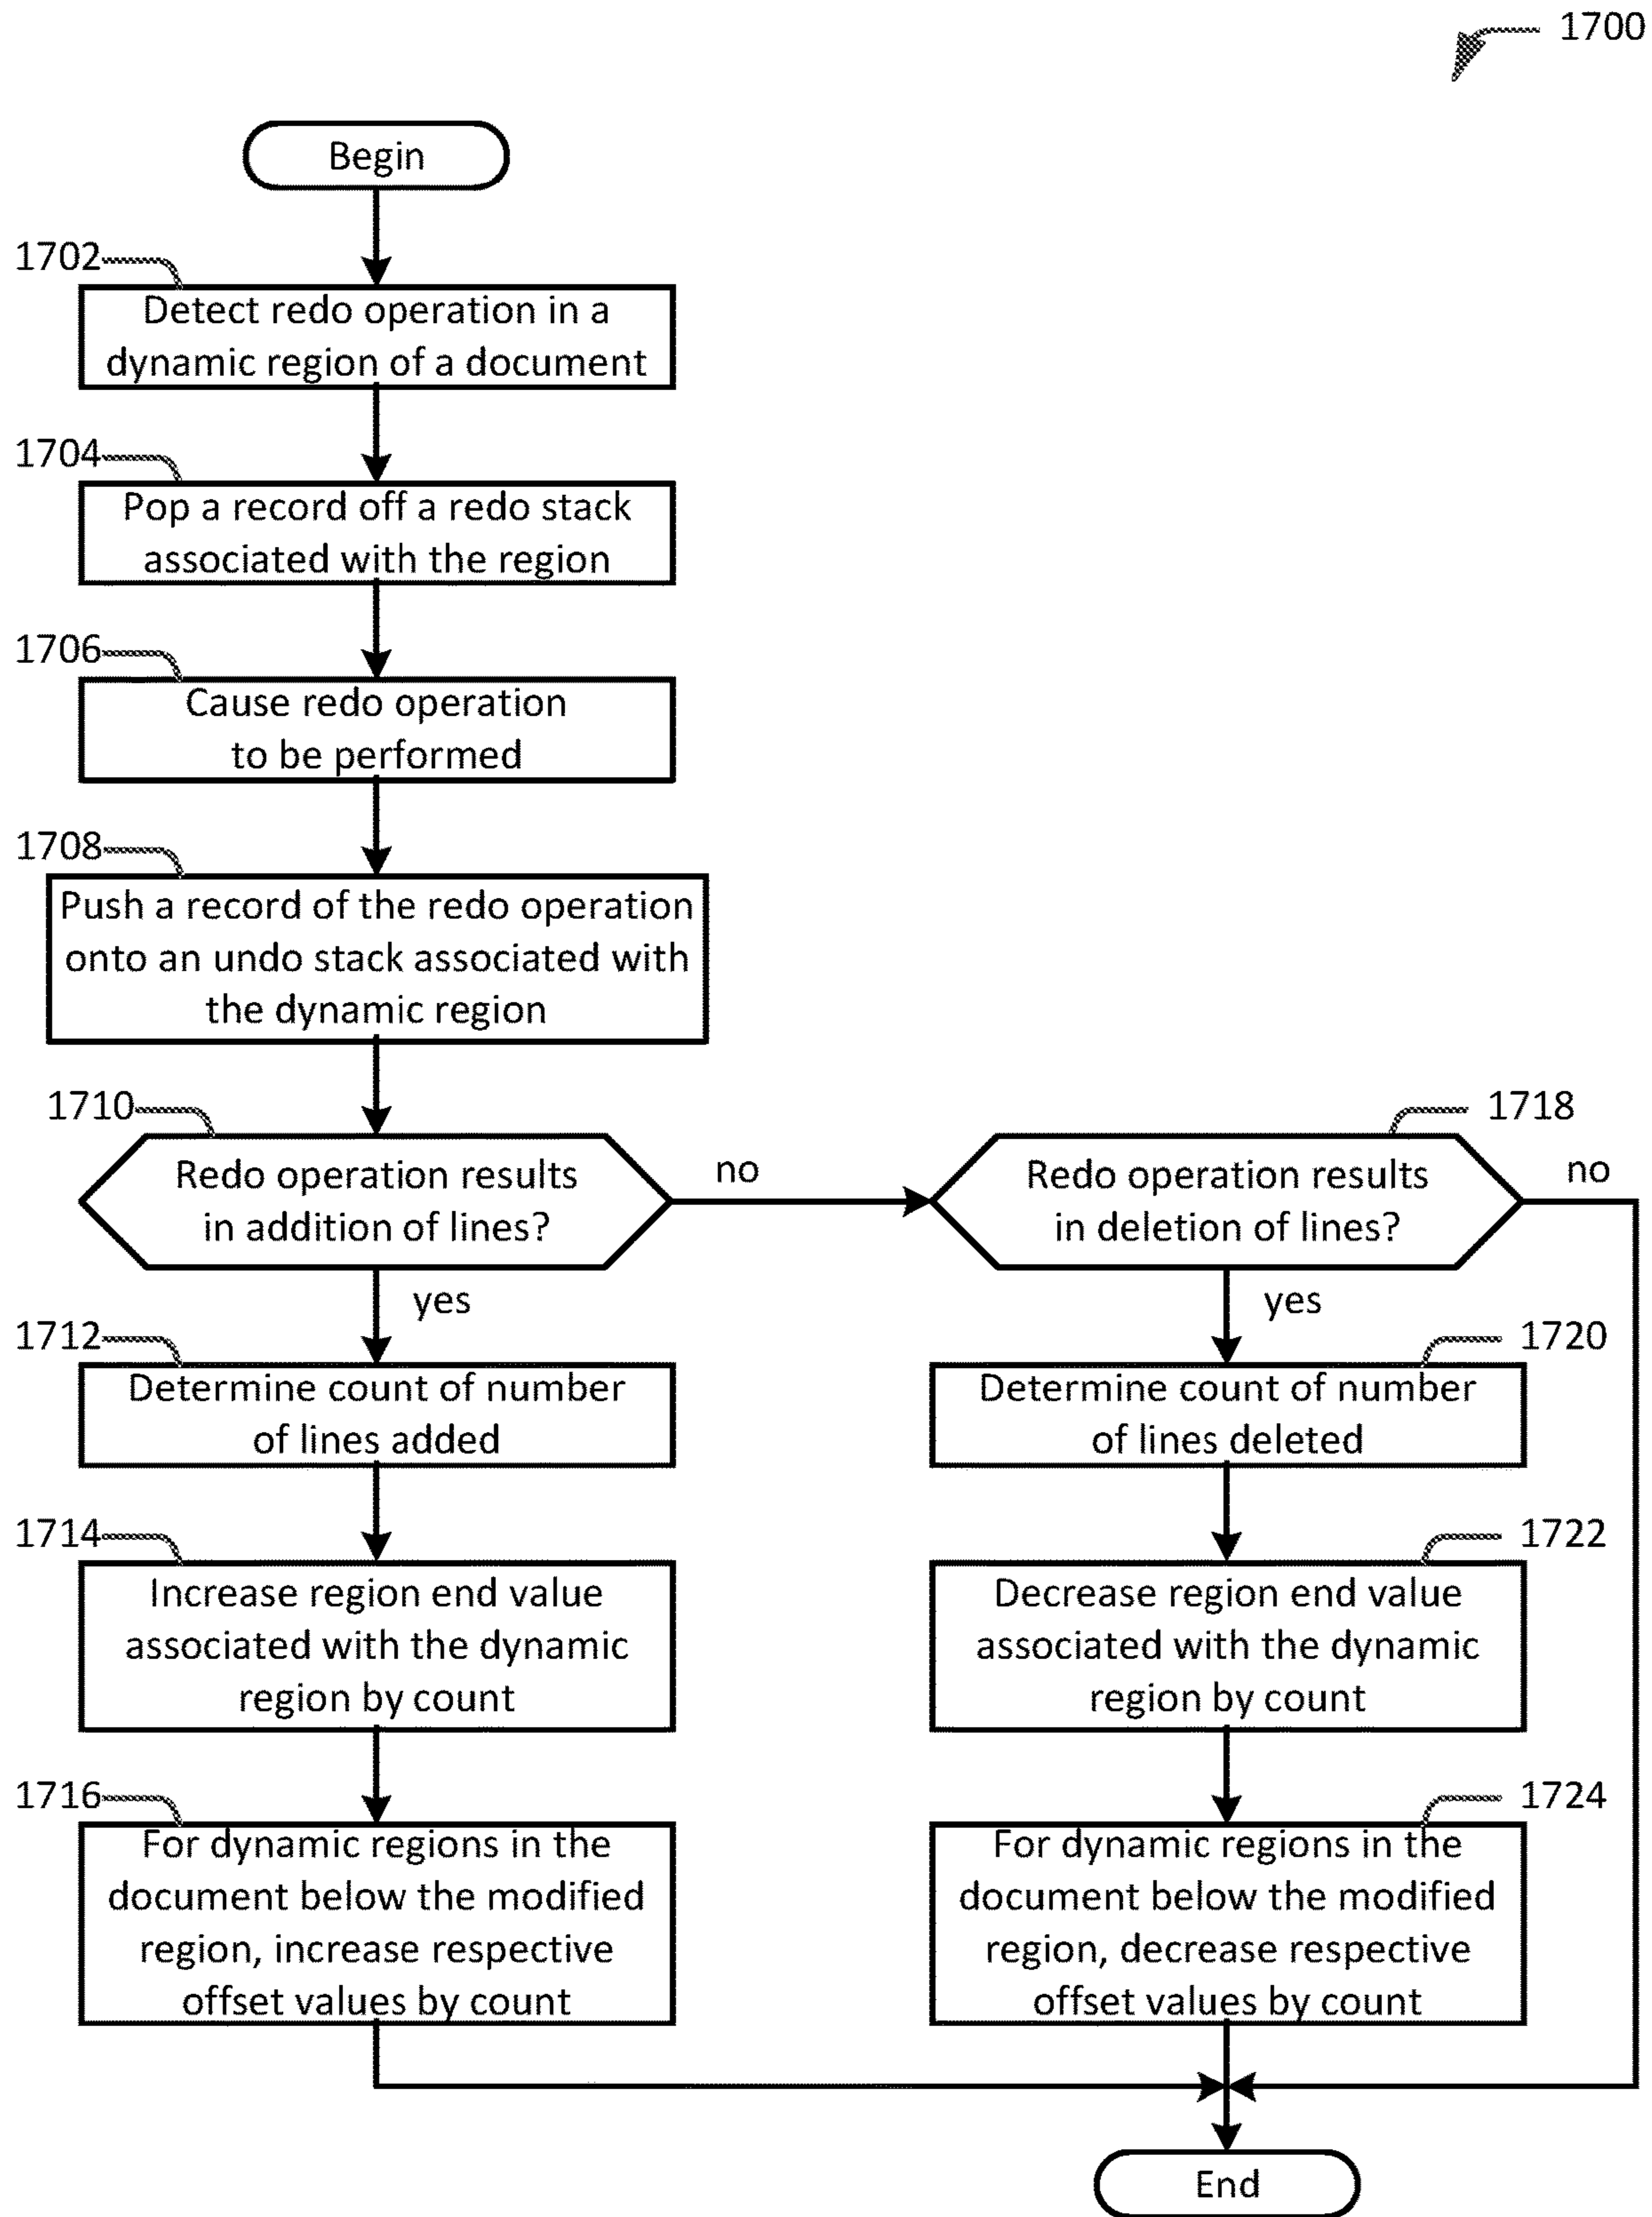 1700
Begin
1702
Detect redo operation in a
dynamic region of a document
1704
Pop a record off a redo stack
associated with the region
1706
Cause redo operation
to be performed
1708
Push a record of the redo operation
onto an undo stack associated with
the dynamic region
1710
Redo operation results
in addition of lines?
no
yes
1718
Redo operation results
in deletion of lines?
no
yes
1712
Determine count of number
of lines added
1714
Increase region end value
associated with the dynamic
region by count
1716
For dynamic regions in the
document below the modified
region, increase respective
offset values by count
1720
Determine count of number
of lines deleted
1722
Decrease region end value
associated with the dynamic
region by count
1724
For dynamic regions in the
document below the modified
region, decrease respective
offset values by count
End